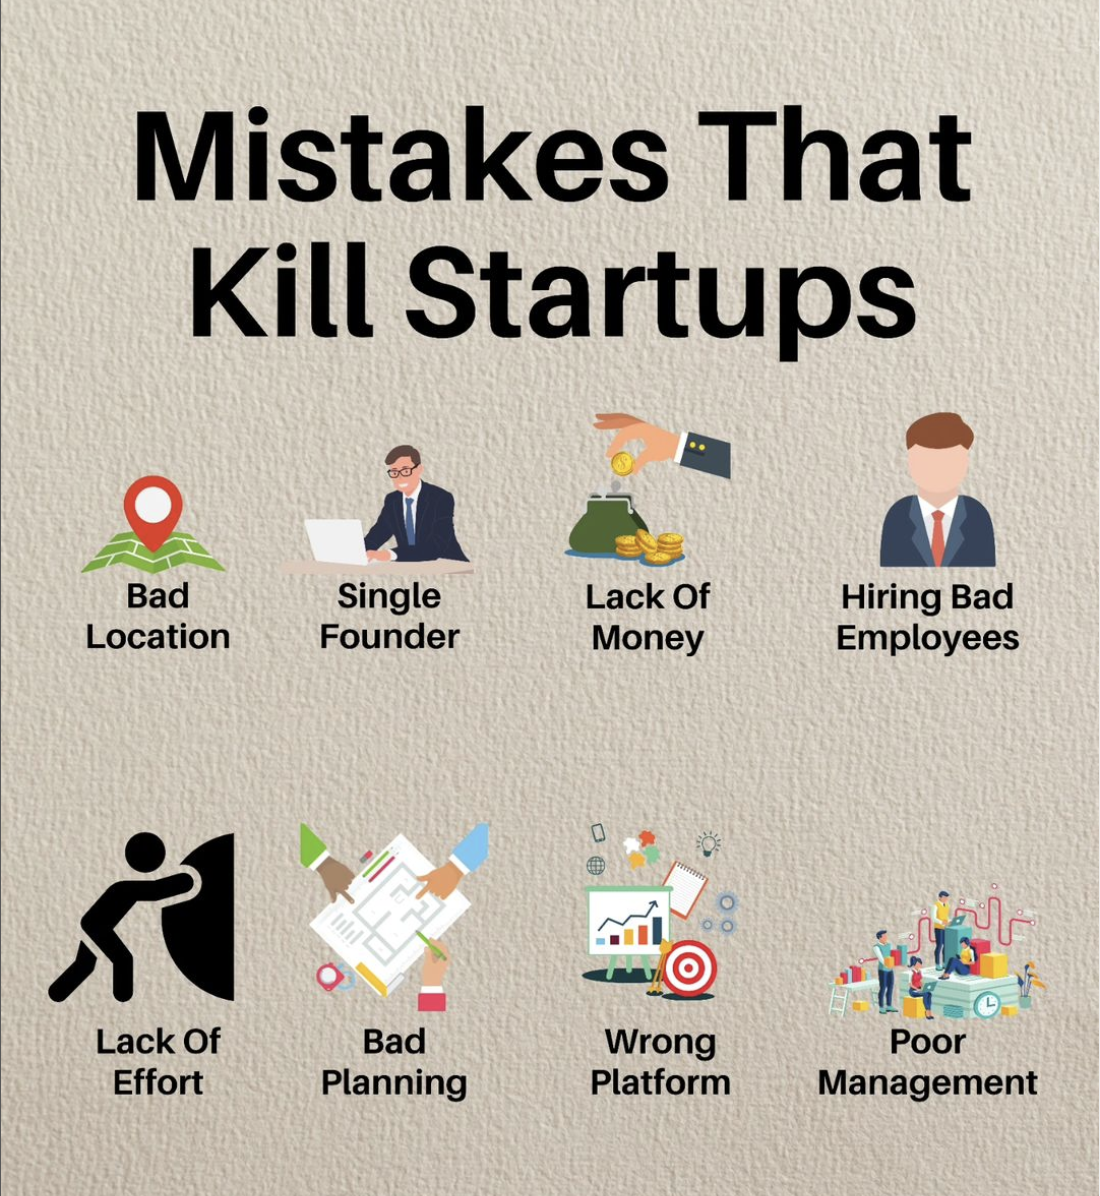 Mistakes That
Kill Startups
Bad
Location
Single
Founder
Lack Of
Money
Hiring Bad
Employees
Lack Of
Effort
Bad
Planning
Wrong
Platform
Poor
Management